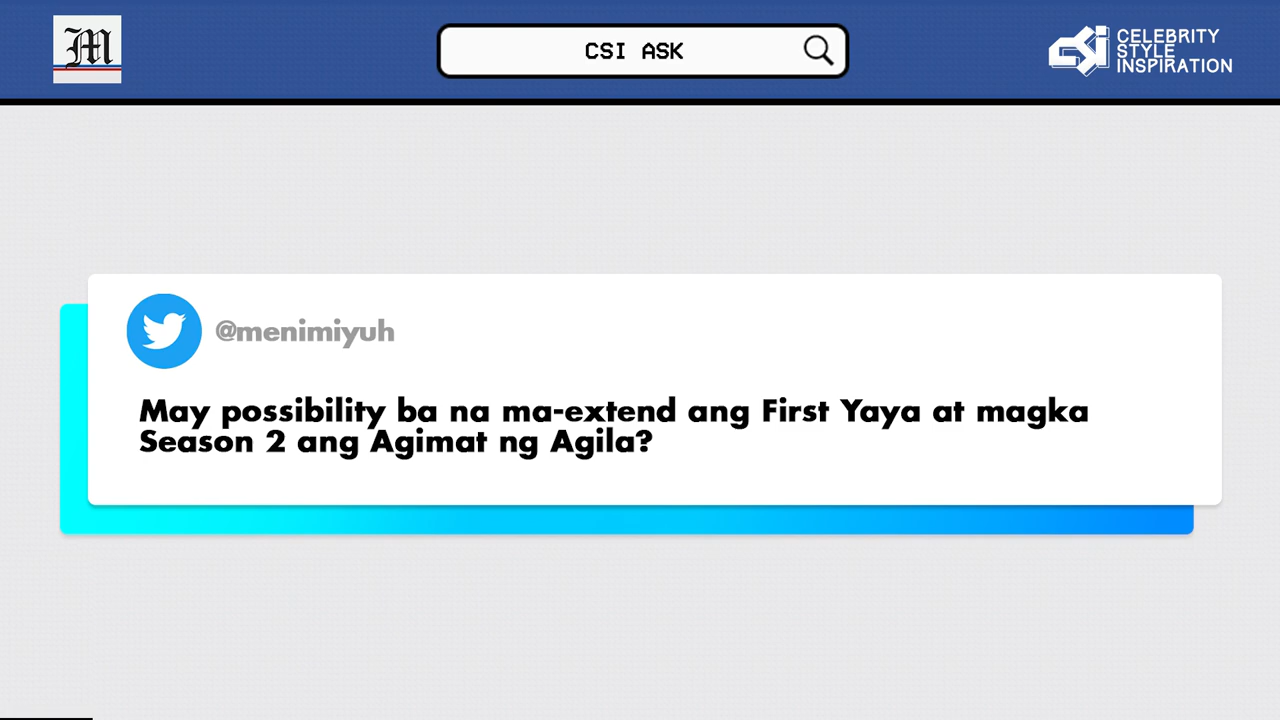 M
CSI ASK
CSI
CELEBRITY
STYLE
INSPIRATION
@menimiyuh
May possibility ba na ma-extend ang First Yaya at magka
Season 2 ang Agimat ng Agila?